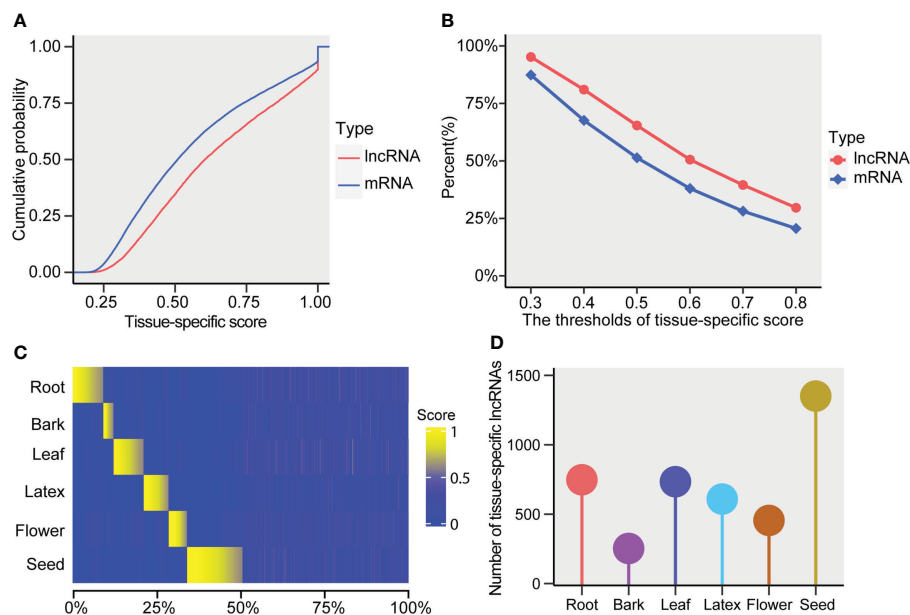 A
Cumulative probability
1.00
0.75
0.50
0.25
0.00
0.25 0.50 0.75 1.00
Tissue-specific score
Type
lncRNA
mRNA
B
Percent(%)
100%
75%
50%
25%
0%
0.3 0.4 0.5 0.6 0.7 0.8
The thresholds of tissue-specific score
Type
lncRNA
mRNA
C
Root
Bark
Leaf
Latex
Flower
Seed
0% 25% 50% 75% 100%
Score
1
0.5
0
D
Number of tissue-specific lncRNAs
1500
1000
500
0
Root Bark Leaf Latex Flower Seed